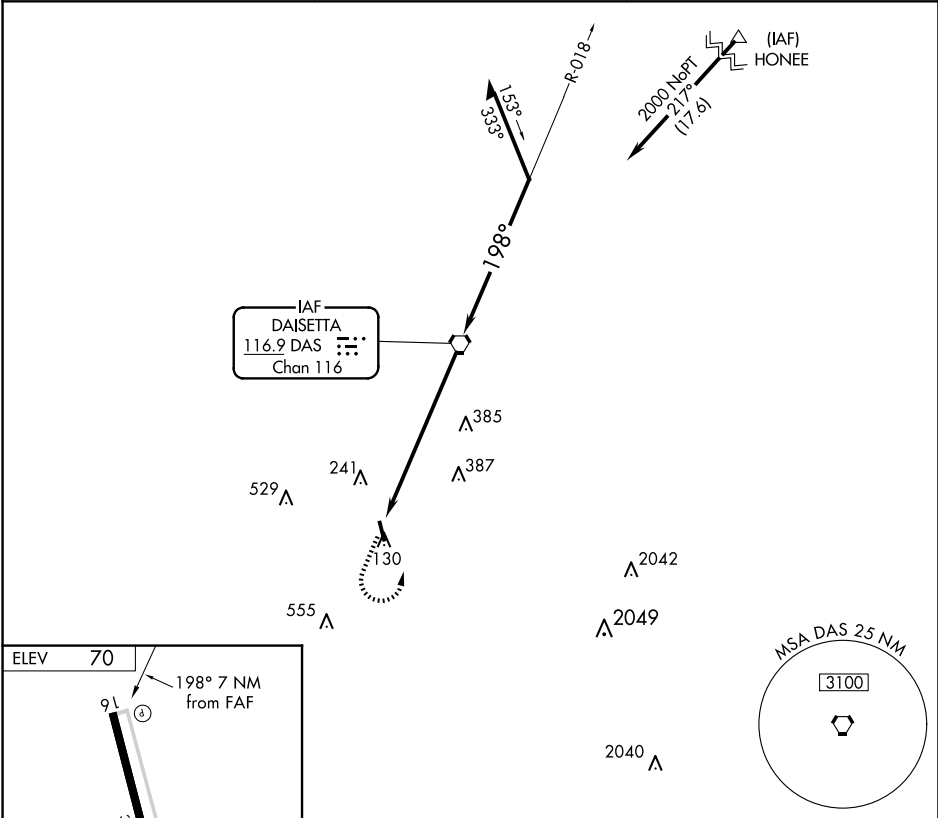 (IAF)
HONEE
2000 NoPT
217°
(17.6)
R-018
153°
333°
198°
IAF
DAISETTA
116.9 DAS
Chan 116
385
387
241
529
130
555
2042
2049
2040
MSA DAS 25 NM
3100
ELEV 70
198° 7 NM
from FAF
16
P